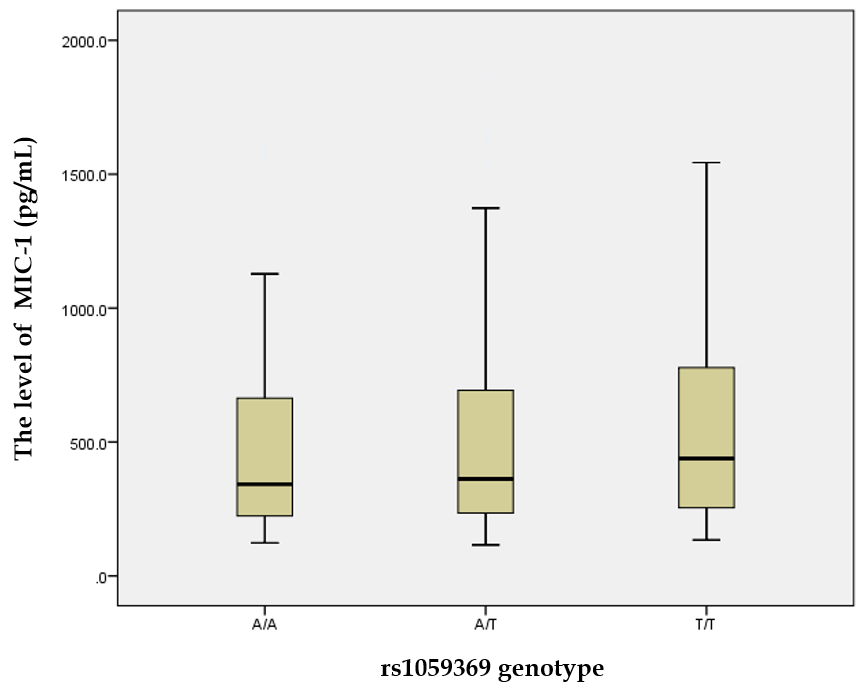 The level of MIC-1 (pg/mL)
2000.0
1500.0
1000.0
500.0
.0
A/A
A/T
T/T
rs1059369 genotype